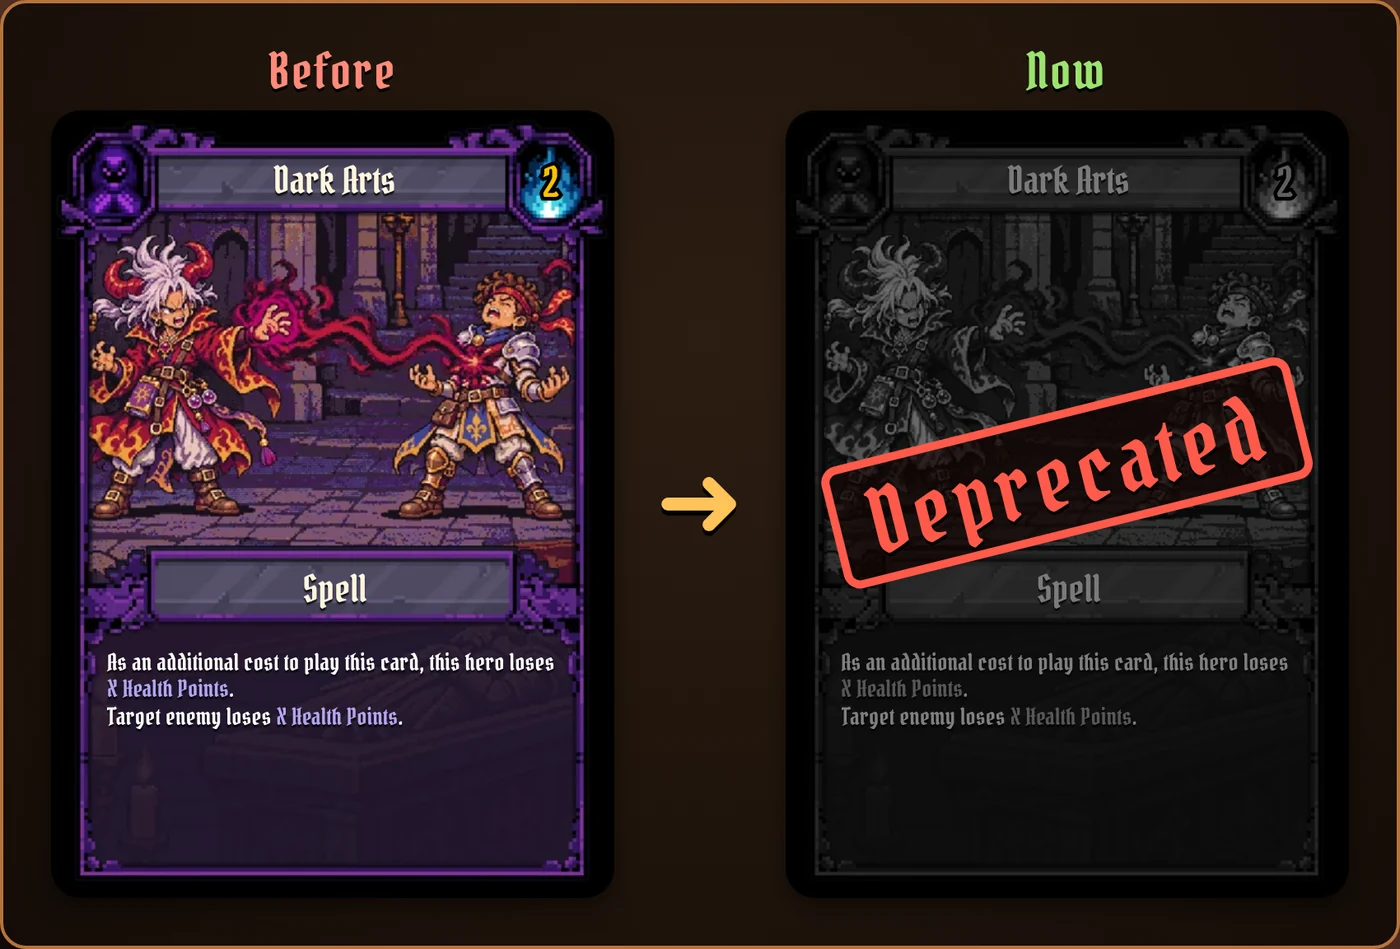 Before
Dark Arts
2
Spell
As an additional cost to play this card, this hero loses
X Health Points.
Target enemy loses X Health Points.
Now
Dark Arts
2
Deprecated
Spell
As an additional cost to play this card, this hero loses
X Health Points.
Target enemy loses X Health Points.